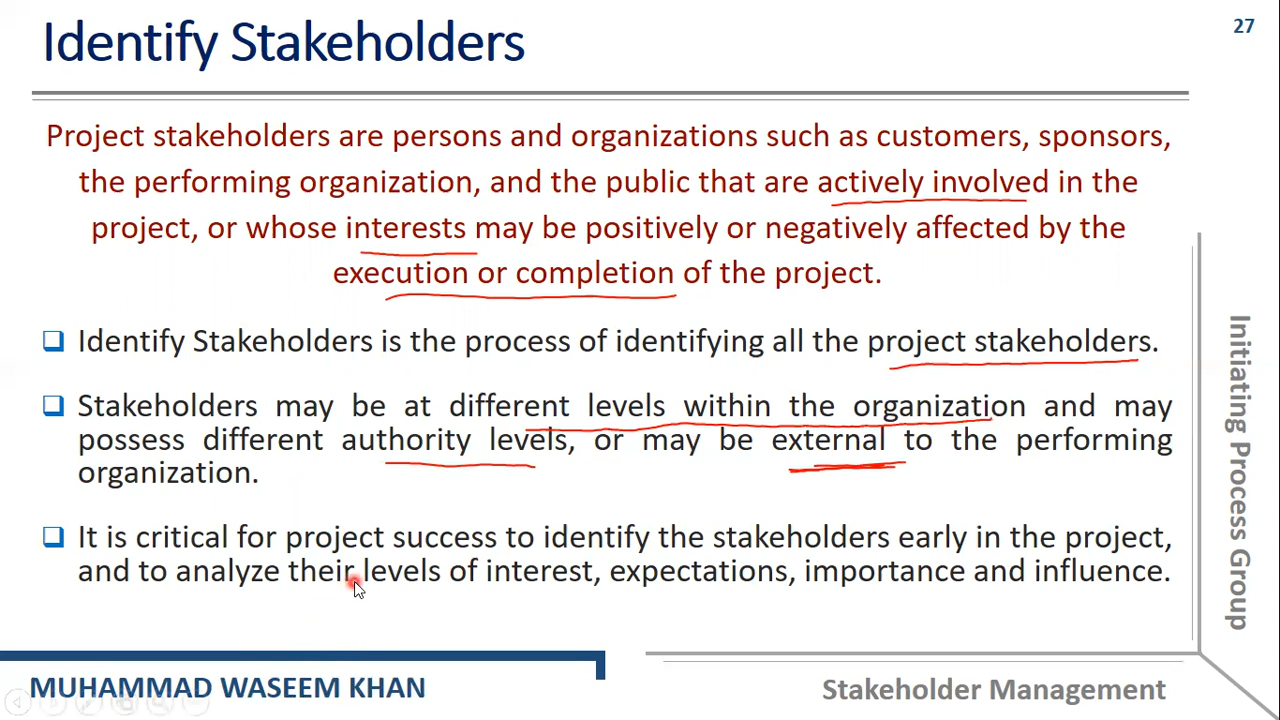 Identify Stakeholders
27
Project stakeholders are persons and organizations such as customers, sponsors,
the performing organization, and the public that are actively involved in the
project, or whose interests may be positively or negatively affected by the
execution or completion of the project.
Identify Stakeholders is the process of identifying all the project stakeholders.
Stakeholders may be at different levels within the organization and may
possess different authority levels, or may be external to the performing
organization.
It is critical for project success to identify the stakeholders early in the project,
and to analyze their levels of interest, expectations, importance and influence.
Initiating Process Group
MUHAMMAD WASEEM KHAN
Stakeholder Management